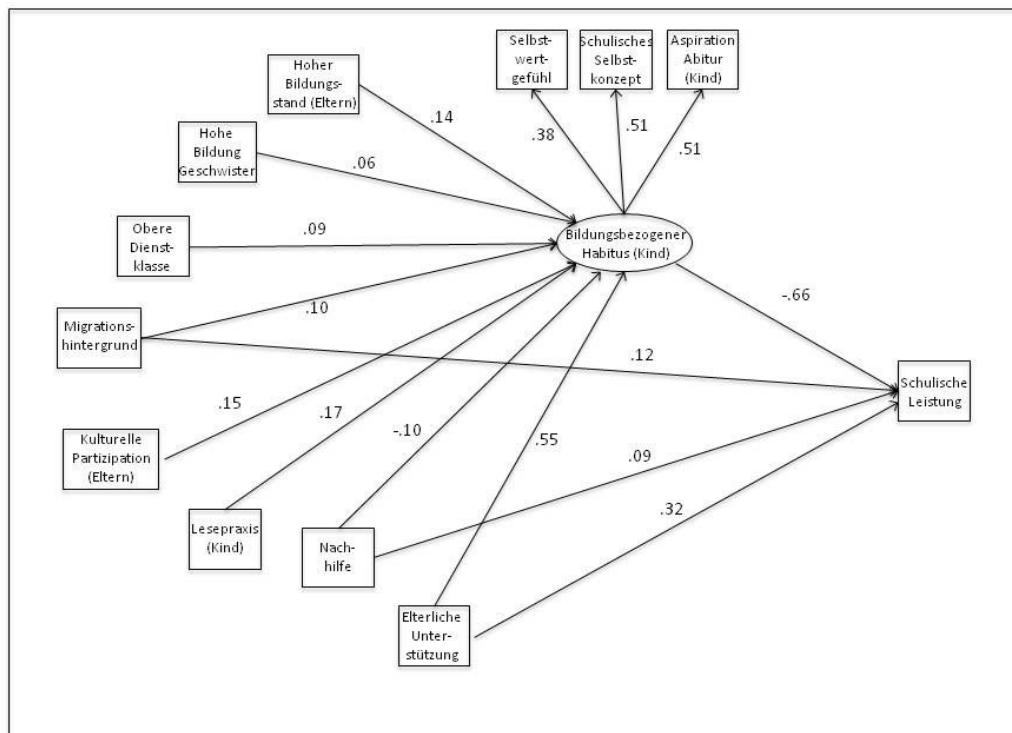 Selbst-
wert-
gefühl
Schulisches
Selbst-
konzept
Aspiration
Abitur
(Kind)
Hoher
Bildungs-
stand (Eltern)
.14
.38
.51
.51
Hohe
Bildung
Geschwister
.06
Obere
Dienst-
klasse
.09
Bildungsbezogener
Habitus (Kind)
Migrations-
hintergrund
.10
-.66
.12
Schulische
Leistung
Kulturelle
Partizipation
(Eltern)
.15
.17
-.10
.55
.09
.32
Lesepraxis
(Kind)
Nach-
hilfe
Elterliche
Unter-
stützung